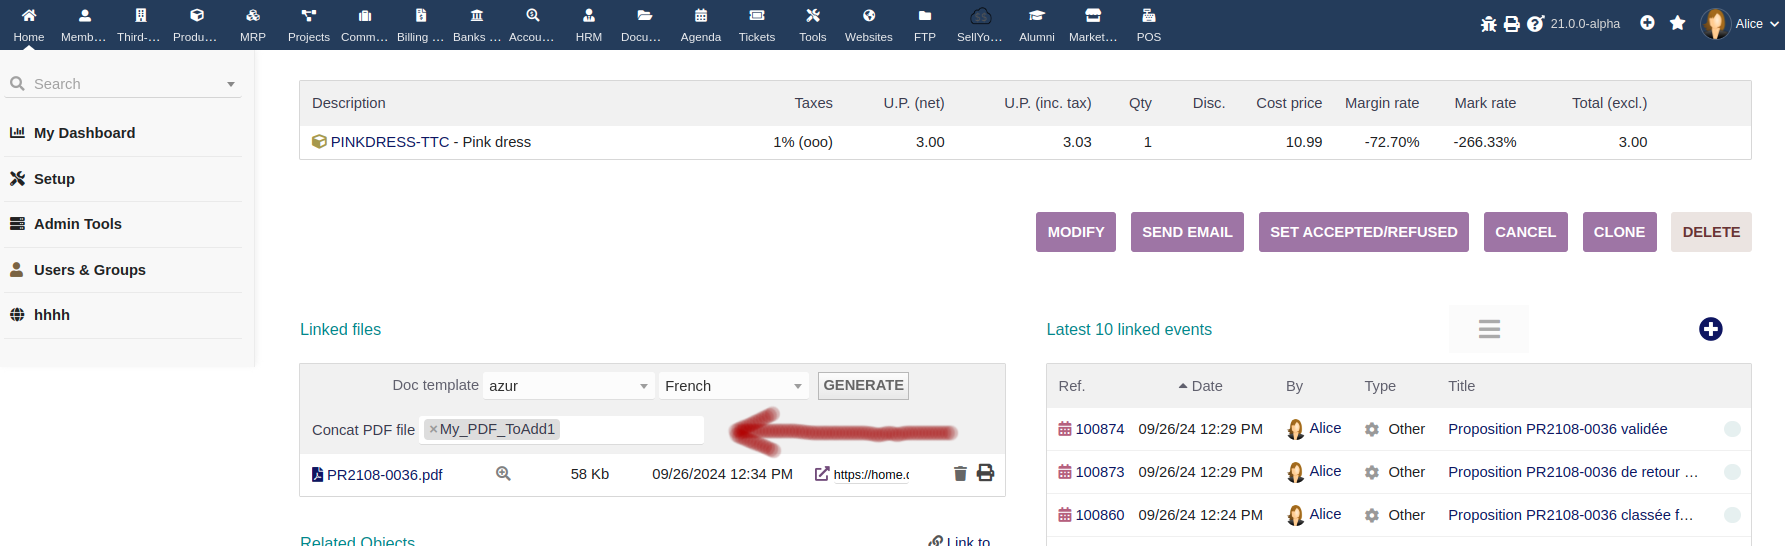 Home Memb... Third-... Produ... MRP Projects Comm... Billing ... Banks ... Accou... HRM Docu... Agenda Tickets Tools Websites FTP SellYo... Alumni Market... POS 21.0.0-alpha Alice
Search
My Dashboard
Setup
Admin Tools
Users & Groups
hhhh
Description Taxes U.P. (net) U.P. (inc. tax) Qty Disc. Cost price Margin rate Mark rate Total (excl.)
PINKDRESS-TTC - Pink dress 1% (ooo) 3.00 3.03 1 10.99 -72.70% -266.33% 3.00
MODIFY SEND EMAIL SET ACCEPTED/REFUSED CANCEL CLONE DELETE
Linked files
Doc template azur French GENERATE
Concat PDF file ×My_PDF_ToAdd1
PR2108-0036.pdf 58 Kb 09/26/2024 12:34 PM https://home.d
Related Objects Link to
Latest 10 linked events
Ref. Date By Type Title
100874 09/26/24 12:29 PM Alice Other Proposition PR2108-0036 validée
100873 09/26/24 12:29 PM Alice Other Proposition PR2108-0036 de retour ...
100860 09/26/24 12:24 PM Alice Other Proposition PR2108-0036 classée f...